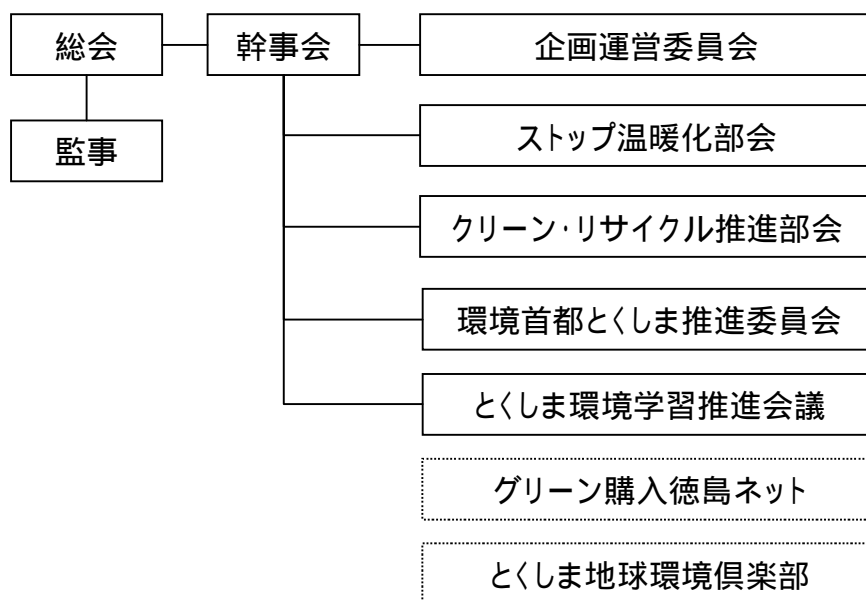 総会
幹事会
企画運営委員会
監事
ストップ温暖化部会
クリーン・リサイクル推進部会
環境首都とくしま推進委員会
とくしま環境学習推進会議
グリーン購入徳島ネット
とくしま地球環境倶楽部